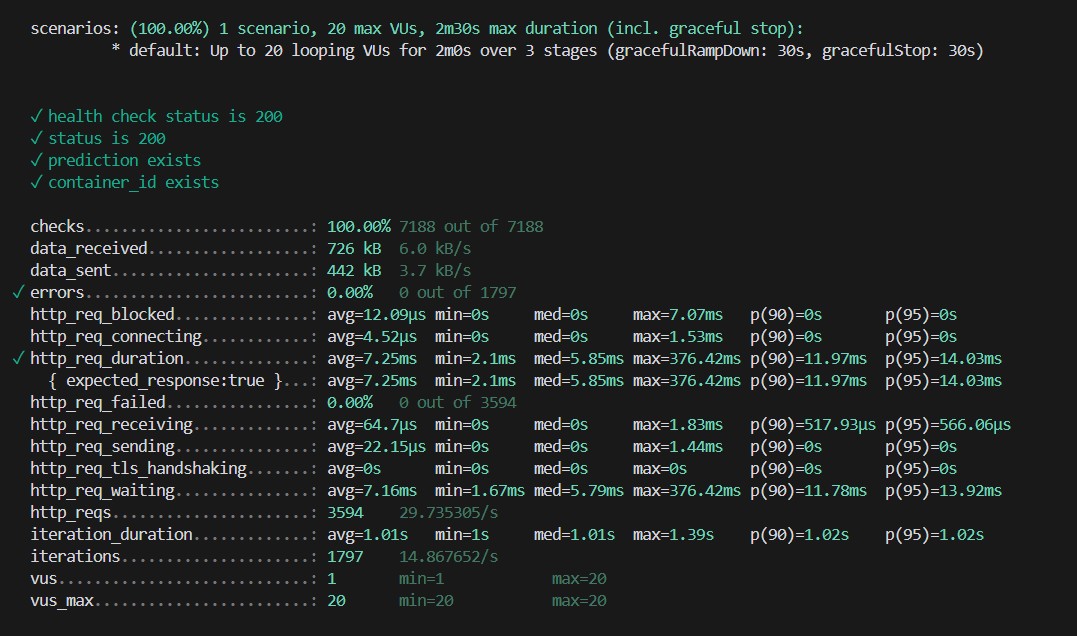 scenarios: (100.00%) 1 scenario, 20 max VUs, 2m30s max duration (incl. graceful stop):
* default: Up to 20 looping VUs for 2m0s over 3 stages (gracefulRampDown: 30s, gracefulStop: 30s)
✓ health check status is 200
✓ status is 200
✓ prediction exists
✓ container_id exists
checks.........................: 100.00% 7188 out of 7188
data_received..................: 726 kB 6.0 kB/s
data_sent......................: 442 kB 3.7 kB/s
✓ errors.........................: 0.00% 0 out of 1797
http_req_blocked...............: avg=12.09µs min=0s med=0s max=7.07ms p(90)=0s p(95)=0s
http_req_connecting............: avg=4.52µs min=0s med=0s max=1.53ms p(90)=0s p(95)=0s
✓ http_req_duration..............: avg=7.25ms min=2.1ms med=5.85ms max=376.42ms p(90)=11.97ms p(95)=14.03ms
{ expected_response:true }...: avg=7.25ms min=2.1ms med=5.85ms max=376.42ms p(90)=11.97ms p(95)=14.03ms
http_req_failed................: 0.00% 0 out of 3594
http_req_receiving.............: avg=64.7µs min=0s med=0s max=1.83ms p(90)=517.93µs p(95)=566.06µs
http_req_sending...............: avg=22.15µs min=0s med=0s max=1.44ms p(90)=0s p(95)=0s
http_req_tls_handshaking.......: avg=0s min=0s med=0s max=0s p(90)=0s p(95)=0s
http_req_waiting...............: avg=7.16ms min=1.67ms med=5.79ms max=376.42ms p(90)=11.78ms p(95)=13.92ms
http_reqs......................: 3594 29.735305/s
iteration_duration.............: avg=1.01s min=1s med=1.01s max=1.39s p(90)=1.02s p(95)=1.02s
iterations.....................: 1797 14.867652/s
vus............................: 1 min=1 max=20
vus_max........................: 20 min=20 max=20